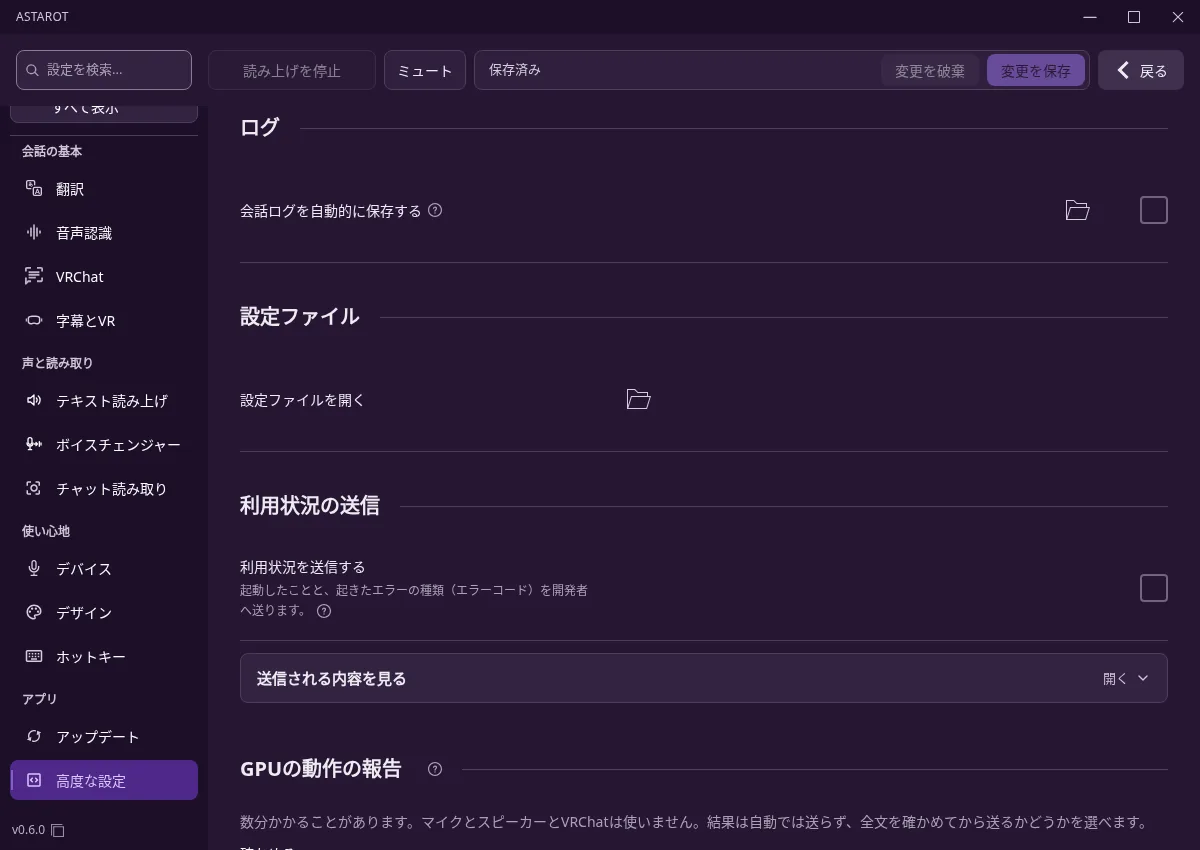 ASTAROT
設定を検索...
読み上げを停止
ミュート
保存済み
変更を破棄
変更を保存
戻る
すべて表示
会話の基本
翻訳
音声認識
VRChat
字幕とVR
声と読み取り
テキスト読み上げ
ボイスチェンジャー
チャット読み取り
使い心地
デバイス
デザイン
ホットキー
アプリ
アップデート
高度な設定
v0.6.0
ログ
会話ログを自動的に保存する
設定ファイル
設定ファイルを開く
利用状況の送信
利用状況を送信する
起動したことと、起きたエラーの種類（エラーコード）を開発者
へ送ります。
送信される内容を見る
開く
GPUの動作の報告
数分かかることがあります。マイクとスピーカーとVRChatは使いません。結果は自動では送らず、全文を確かめてから送るかどうかを選べます。